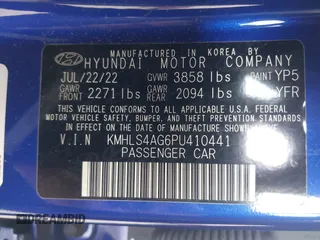 MANUFACTURED IN KOREA BY
HYUNDAI MOTOR COMPANY
JUL/22/22 GVWR 3858 lbs PAINT YP5
GAWR FRT 2271 lbs GAWR RR 2094 lbs YFR
THIS VEHICLE CONFORMS TO ALL APPLICABLE
U.S. FEDERAL MOTOR VEHICLE SAFETY, BUMPER,
AND THEFT PREVENTION STANDARDS IN EFFECT
ON THE DATE OF MANUFACTURE SHOWN ABOVE.
V.I.N KMHLS4AG6PU410441
PASSENGER CAR